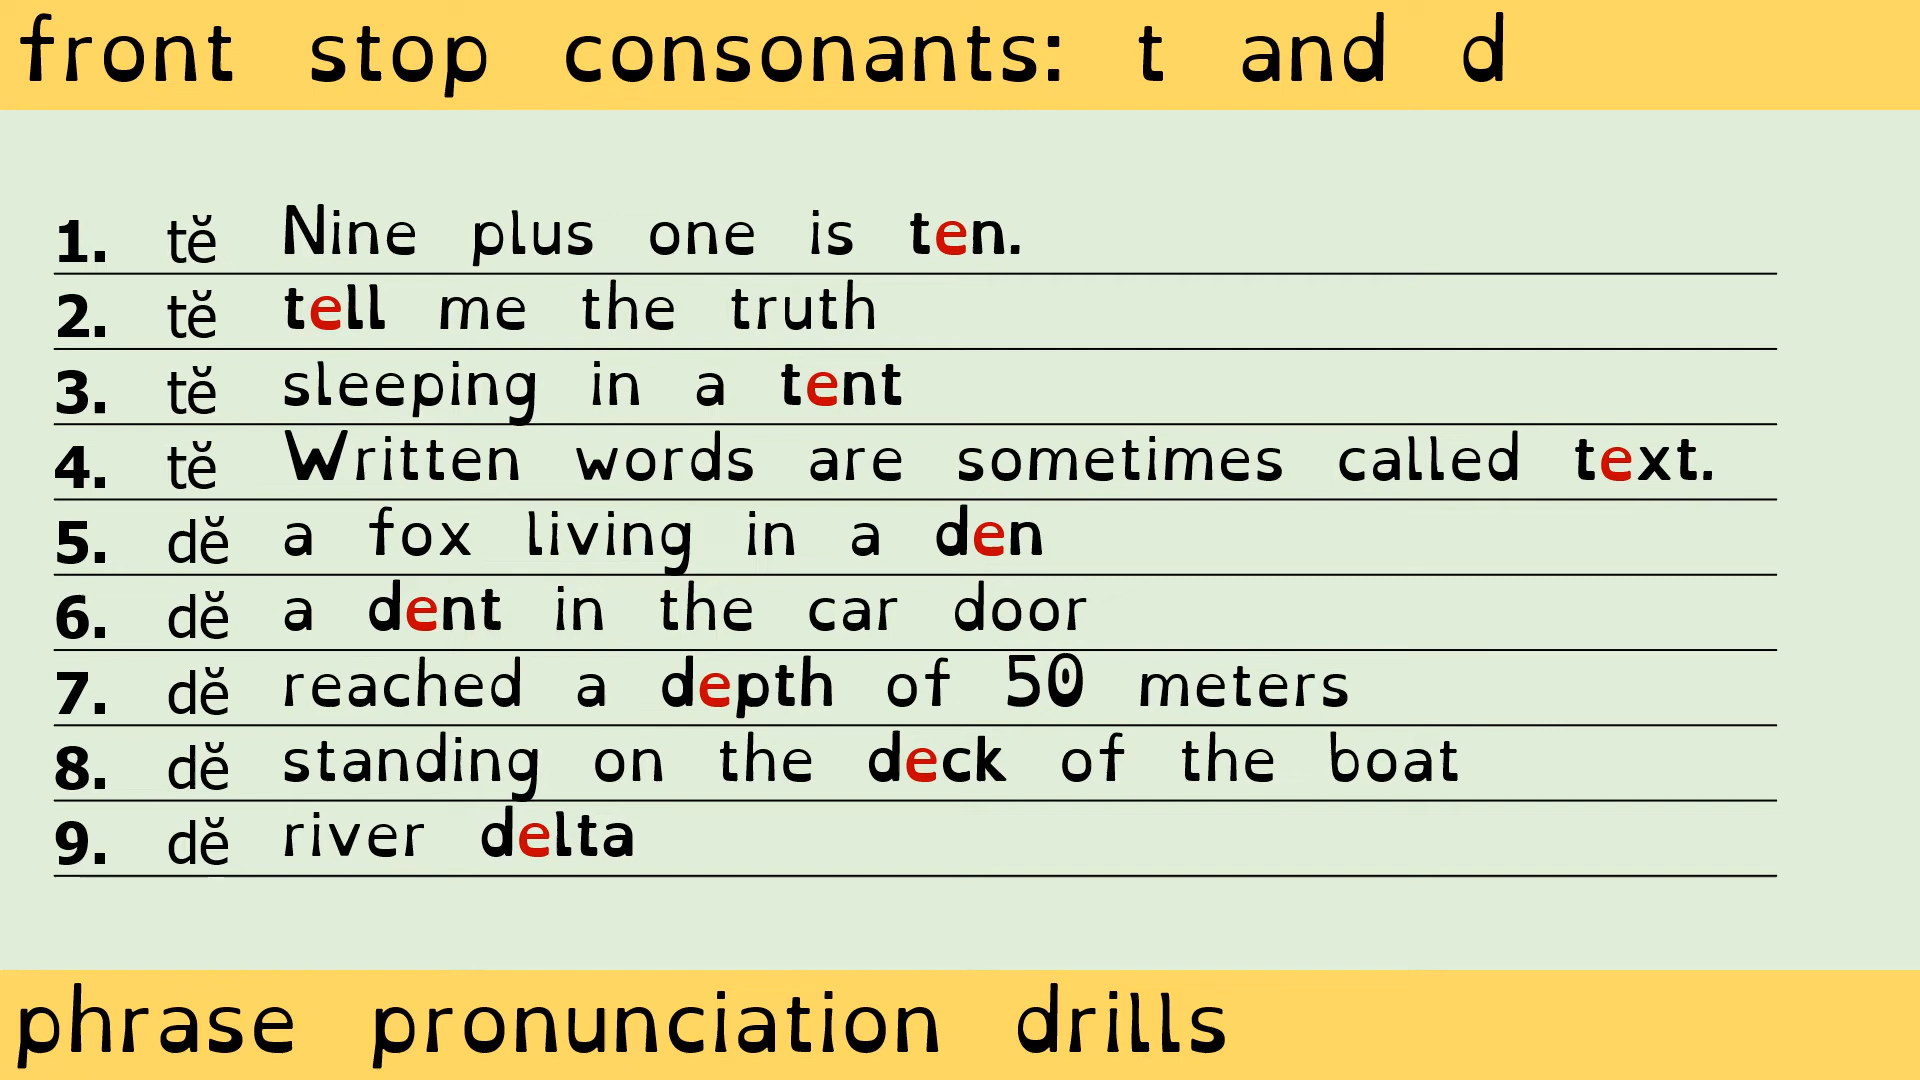 front stop consonants: t and d
1. tĕ Nine plus one is ten.
2. tĕ tell me the truth
3. tĕ sleeping in a tent
4. tĕ Written words are sometimes called text.
5. dĕ a fox living in a den
6. dĕ a dent in the car door
7. dĕ reached a depth of 50 meters
8. dĕ standing on the deck of the boat
9. dĕ river delta
phrase pronunciation drills